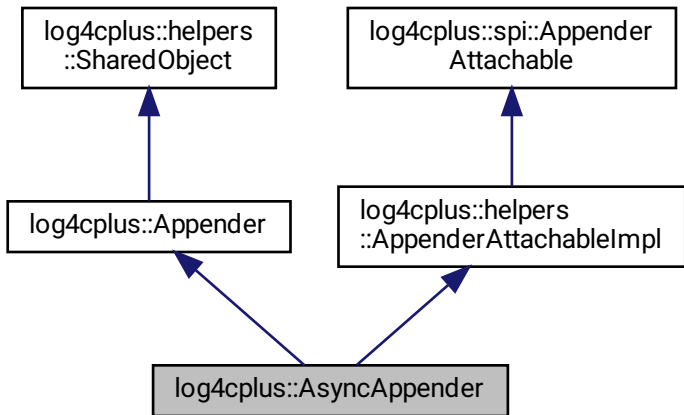 log4cplus::helpers
::SharedObject
log4cplus::spi::Appender
Attachable
log4cplus::Appender
log4cplus::helpers
::AppenderAttachableImpl
log4cplus::AsyncAppender